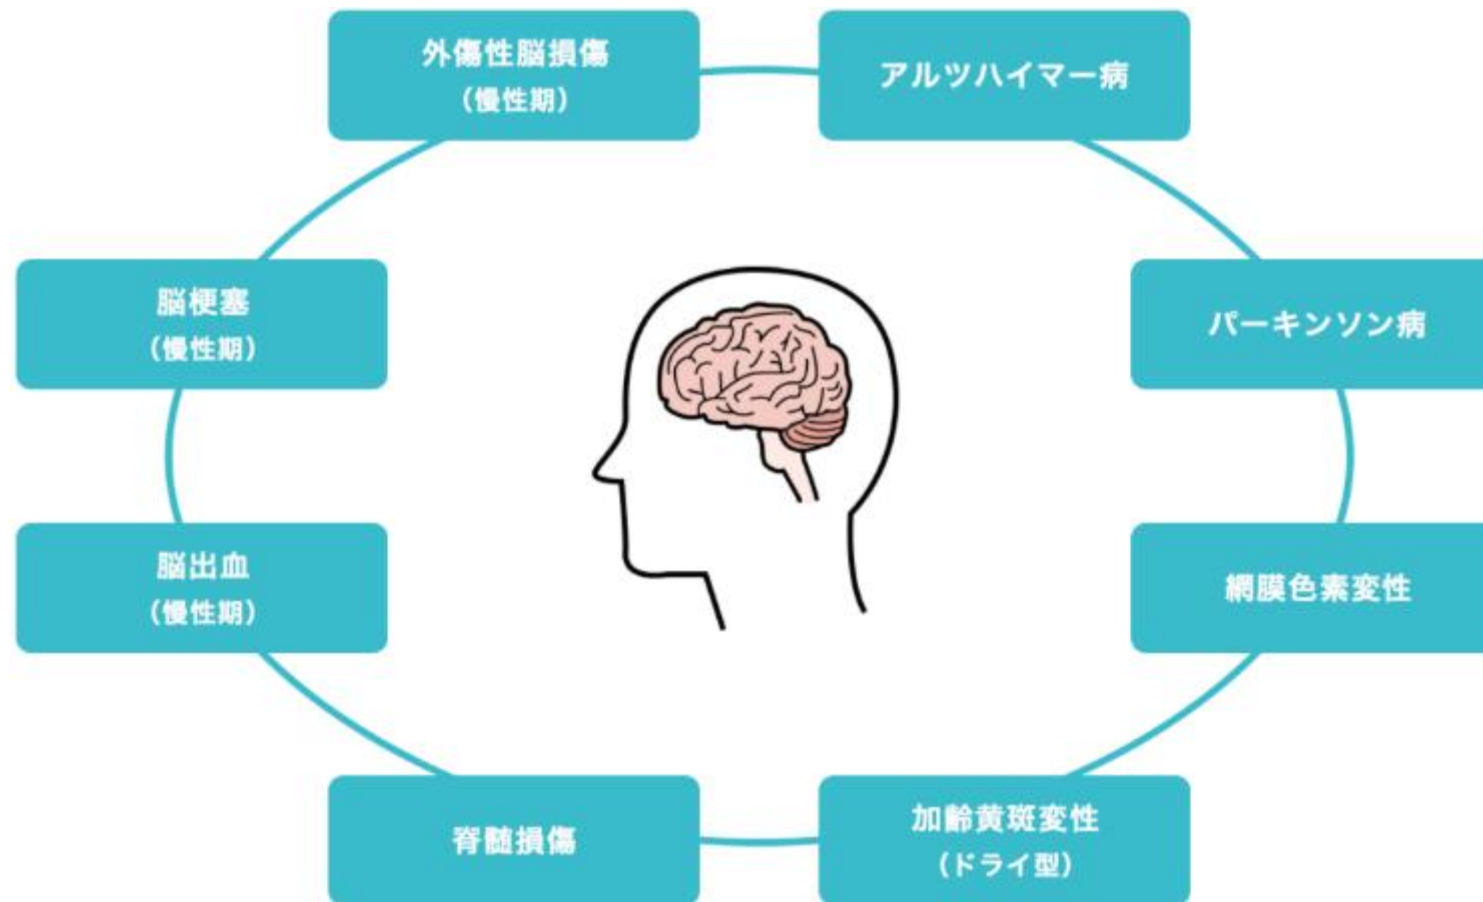 外傷性脳損傷
（慢性期）
アルツハイマー病
脳梗塞
（慢性期）
パーキンソン病
脳出血
（慢性期）
網膜色素変性
脊髄損傷
加齢黄斑変性
（ドライ型）